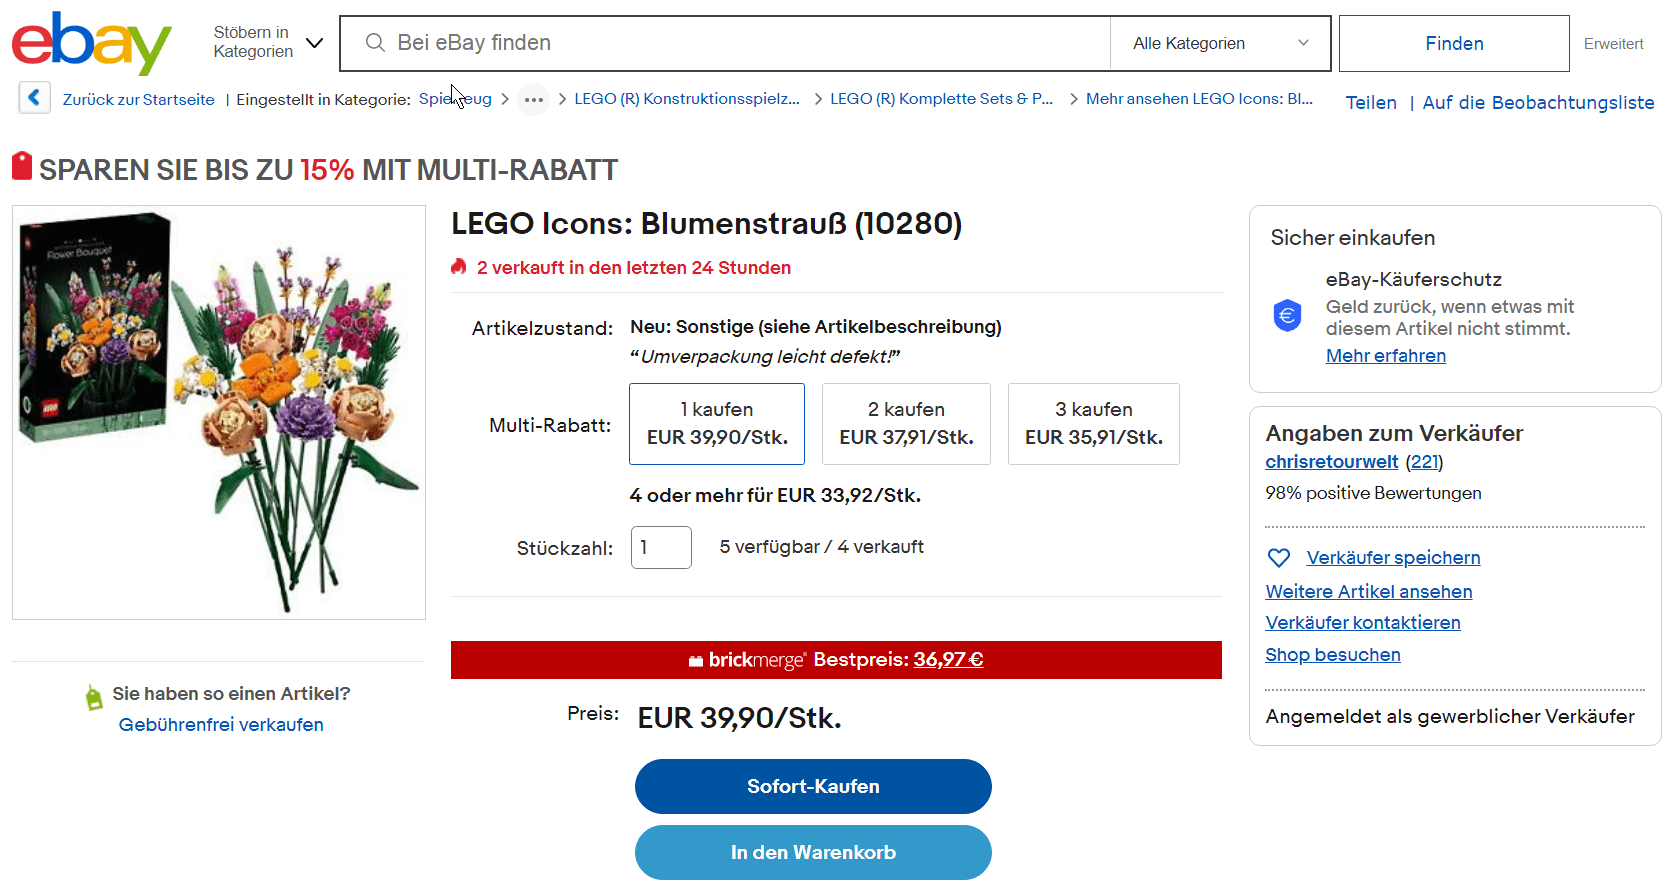 ebay
Stöbern in
Kategorien
Bei eBay finden
Alle Kategorien
Finden
Erweitert
Zurück zur Startseite | Eingestellt in Kategorie: Spielzeug > ... > LEGO (R) Konstruktionsspielz... > LEGO (R) Komplette Sets & P... > Mehr ansehen LEGO Icons: Bl...
Teilen | Auf die Beobachtungsliste
SPAREN SIE BIS ZU 15% MIT MULTI-RABATT
Flower Bouquet
LEGO
LEGO Icons: Blumenstrauß (10280)
2 verkauft in den letzten 24 Stunden
Artikelzustand: Neu: Sonstige (siehe Artikelbeschreibung)
“Umverpackung leicht defekt!”
Multi-Rabatt:
1 kaufen
EUR 39,90/Stk.
2 kaufen
EUR 37,91/Stk.
3 kaufen
EUR 35,91/Stk.
4 oder mehr für EUR 33,92/Stk.
Stückzahl: 1 5 verfügbar / 4 verkauft
brickmerge® Bestpreis: 36,97 €
Preis: EUR 39,90/Stk.
Sofort-Kaufen
In den Warenkorb
Sie haben so einen Artikel?
Gebührenfrei verkaufen
Sicher einkaufen
eBay-Käuferschutz
Geld zurück, wenn etwas mit
diesem Artikel nicht stimmt.
Mehr erfahren
Angaben zum Verkäufer
chrisretourwelt (221)
98% positive Bewertungen
Verkäufer speichern
Weitere Artikel ansehen
Verkäufer kontaktieren
Shop besuchen
Angemeldet als gewerblicher Verkäufer